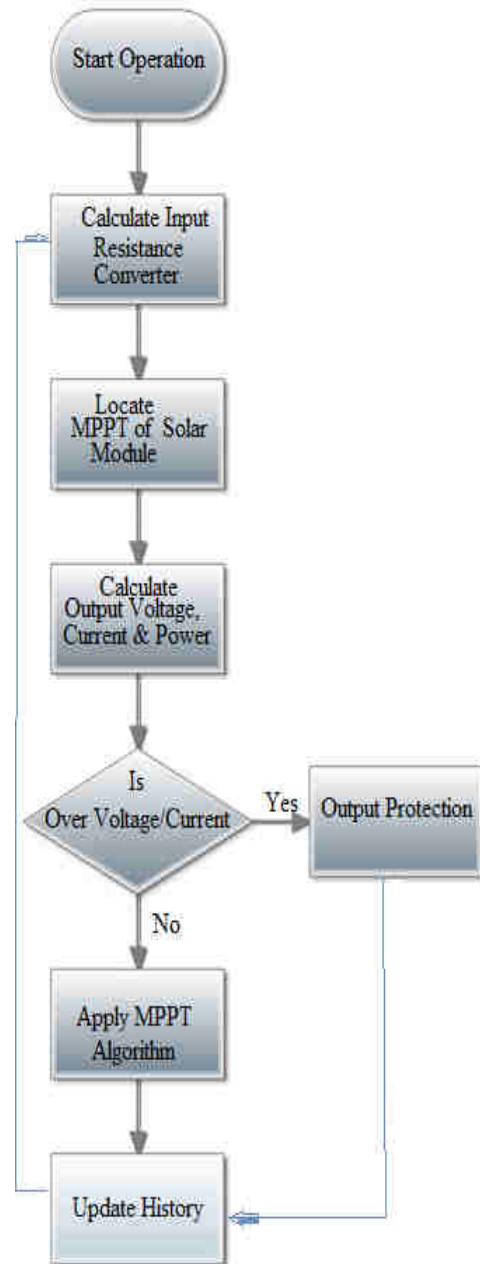 Start Operation
Calculate Input
Resistance
Converter
Locate
MPPT of Solar
Module
Calculate
Output Voltage,
Current & Power
Is
Over Voltage/Current
Yes
Output Protection
No
Apply MPPT
Algorithm
Update History